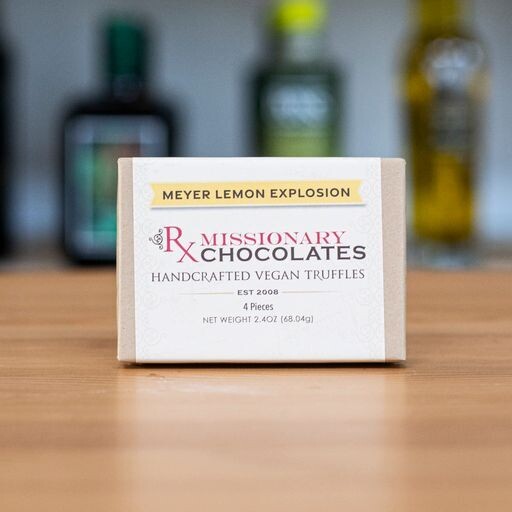 MEYER LEMON EXPLOSION
Rx MISSIONARY
CHOCOLATES
HANDCRAFTED VEGAN TRUFFLES
EST 2008
4 Pieces
NET WEIGHT 2.4OZ (68.04g)